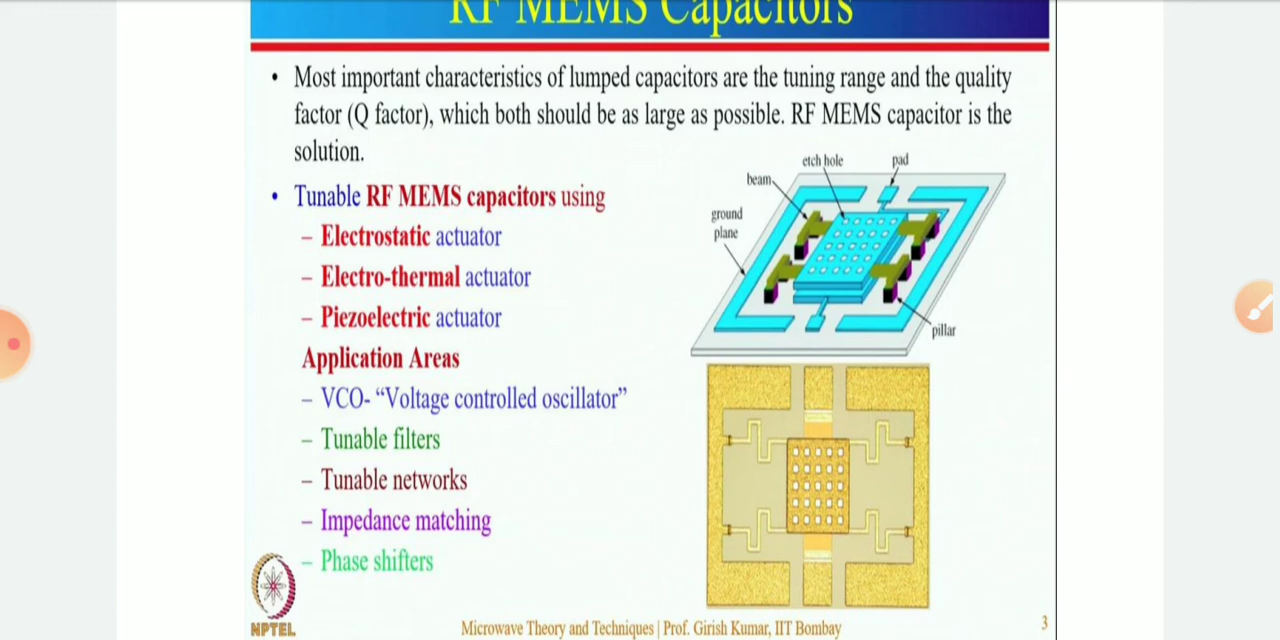 RF MEMS Capacitors
• Most important characteristics of lumped capacitors are the tuning range and the quality
factor (Q factor), which both should be as large as possible. RF MEMS capacitor is the
solution.
• Tunable RF MEMS capacitors using
– Electrostatic actuator
– Electro-thermal actuator
– Piezoelectric actuator
Application Areas
– VCO- “Voltage controlled oscillator”
– Tunable filters
– Tunable networks
– Impedance matching
– Phase shifters
etch hole
pad
beam
ground
plane
pillar
NPTEL
Microwave Theory and Techniques | Prof. Girish Kumar, IIT Bombay
3